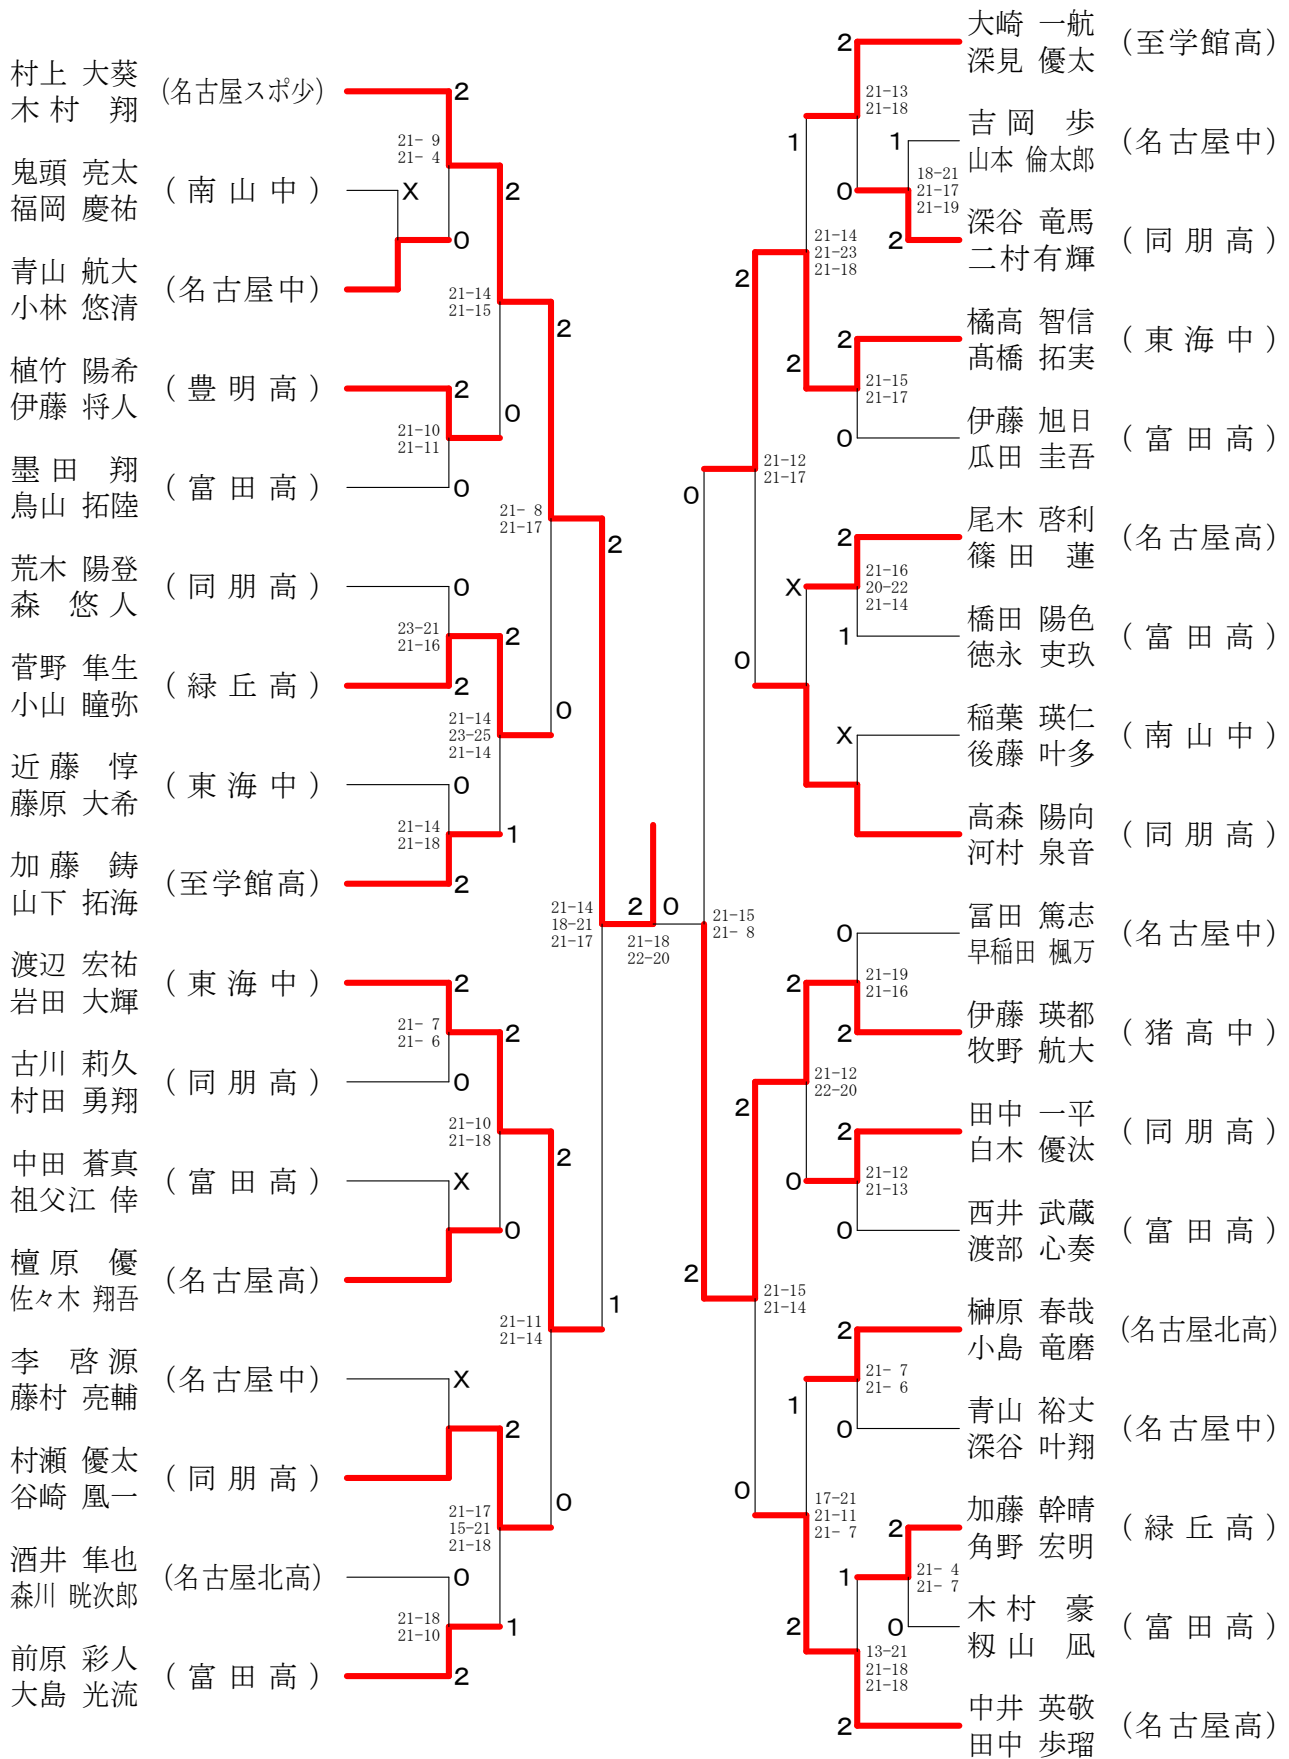 村上 大葵
木村 翔
(名古屋スポ少)
2
21- 9
21- 4
鬼頭 亮太
福岡 慶祐
(南山中)
X
2
0
青山 航大
小林 悠清
(名古屋中)
21-14
21-15
2
植竹 陽希
伊藤 将人
(豊明高)
2
0
21-10
21-11
墨田 翔
鳥山 拓陸
(富田高)
0
21- 8
21-17
2
荒木 陽登
森 悠人
(同朋高)
0
23-21
21-16
2
菅野 隼生
小山 瞳弥
(緑丘高)
2
0
21-14
23-25
21-14
近藤 惇
藤原 大希
(東海中)
0
21-14
21-18
1
加藤 鋳
山下 拓海
(至学館高)
2
21-14
18-21
21-17
2
0
21-18
22-20
渡辺 宏祐
岩田 大輝
(東海中)
2
21- 7
21- 6
2
古川 莉久
村田 勇翔
(同朋高)
0
21-10
21-18
2
中田 蒼真
祖父江 倖
(富田高)
X
0
檀原 優
佐々木 翔吾
(名古屋高)
21-11
21-14
1
李 啓源
藤村 亮輔
(名古屋中)
X
2
村瀬 優太
谷崎 凰一
(同朋高)
0
21-17
15-21
21-18
酒井 隼也
森川 晄次郎
(名古屋北高)
0
21-18
21-10
1
前原 彩人
大島 光流
(富田高)
2
大崎 一航
深見 優太
(至学館高)
2
21-13
21-18
1
吉岡 歩
山本 倫太郎
(名古屋中)
1
18-21
21-17
21-19
0
深谷 竜馬
二村有輝
(同朋高)
2
21-14
21-23
21-18
2
橘高 智信
髙橋 拓実
(東海中)
2
2
21-15
21-17
伊藤 旭日
瓜田 圭吾
(富田高)
0
21-12
21-17
0
尾木 啓利
篠田 蓮
(名古屋高)
2
21-16
20-22
21-14
X
橋田 陽色
徳永 吏玖
(富田高)
1
0
稲葉 瑛仁
後藤 叶多
(南山中)
X
高森 陽向
河村 泉音
(同朋高)
21-15
21- 8
冨田 篤志
早稲田 楓万
(名古屋中)
0
21-19
21-16
2
伊藤 瑛都
牧野 航大
(猪高中)
2
21-12
22-20
2
田中 一平
白木 優汰
(同朋高)
2
21-12
21-13
0
西井 武蔵
渡部 心奏
(富田高)
0
2
21-15
21-14
榊原 春哉
小島 竜磨
(名古屋北高)
2
21- 7
21- 6
1
青山 裕丈
深谷 叶翔
(名古屋中)
0
0
17-21
21-11
21- 7
加藤 幹晴
角野 宏明
(緑丘高)
2
21- 4
21- 7
1
木村 豪
籾山 凪
(富田高)
0
2
13-21
21-18
21-18
中井 英敬
田中 歩瑠
(名古屋高)
2